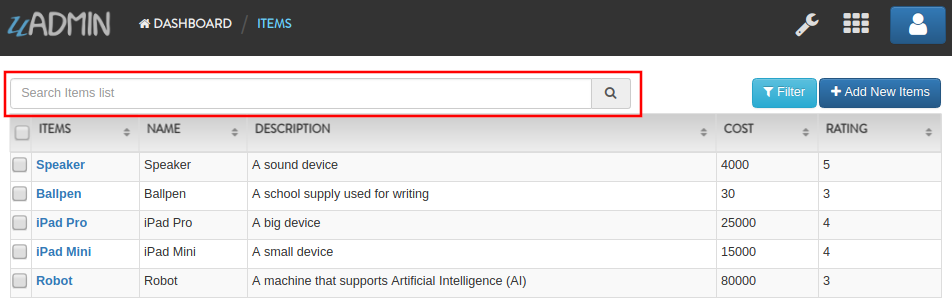 uADMIN DASHBOARD / ITEMS
Search Items list Filter + Add New Items
ITEMS NAME DESCRIPTION COST RATING
Speaker Speaker A sound device 4000 5
Ballpen Ballpen A school supply used for writing 30 3
iPad Pro iPad Pro A big device 25000 4
iPad Mini iPad Mini A small device 15000 4
Robot Robot A machine that supports Artificial Intelligence (AI) 80000 3